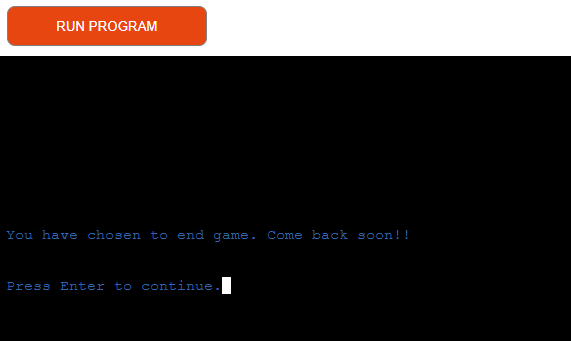 RUN PROGRAM
You have chosen to end game. Come back soon!!
Press Enter to continue.